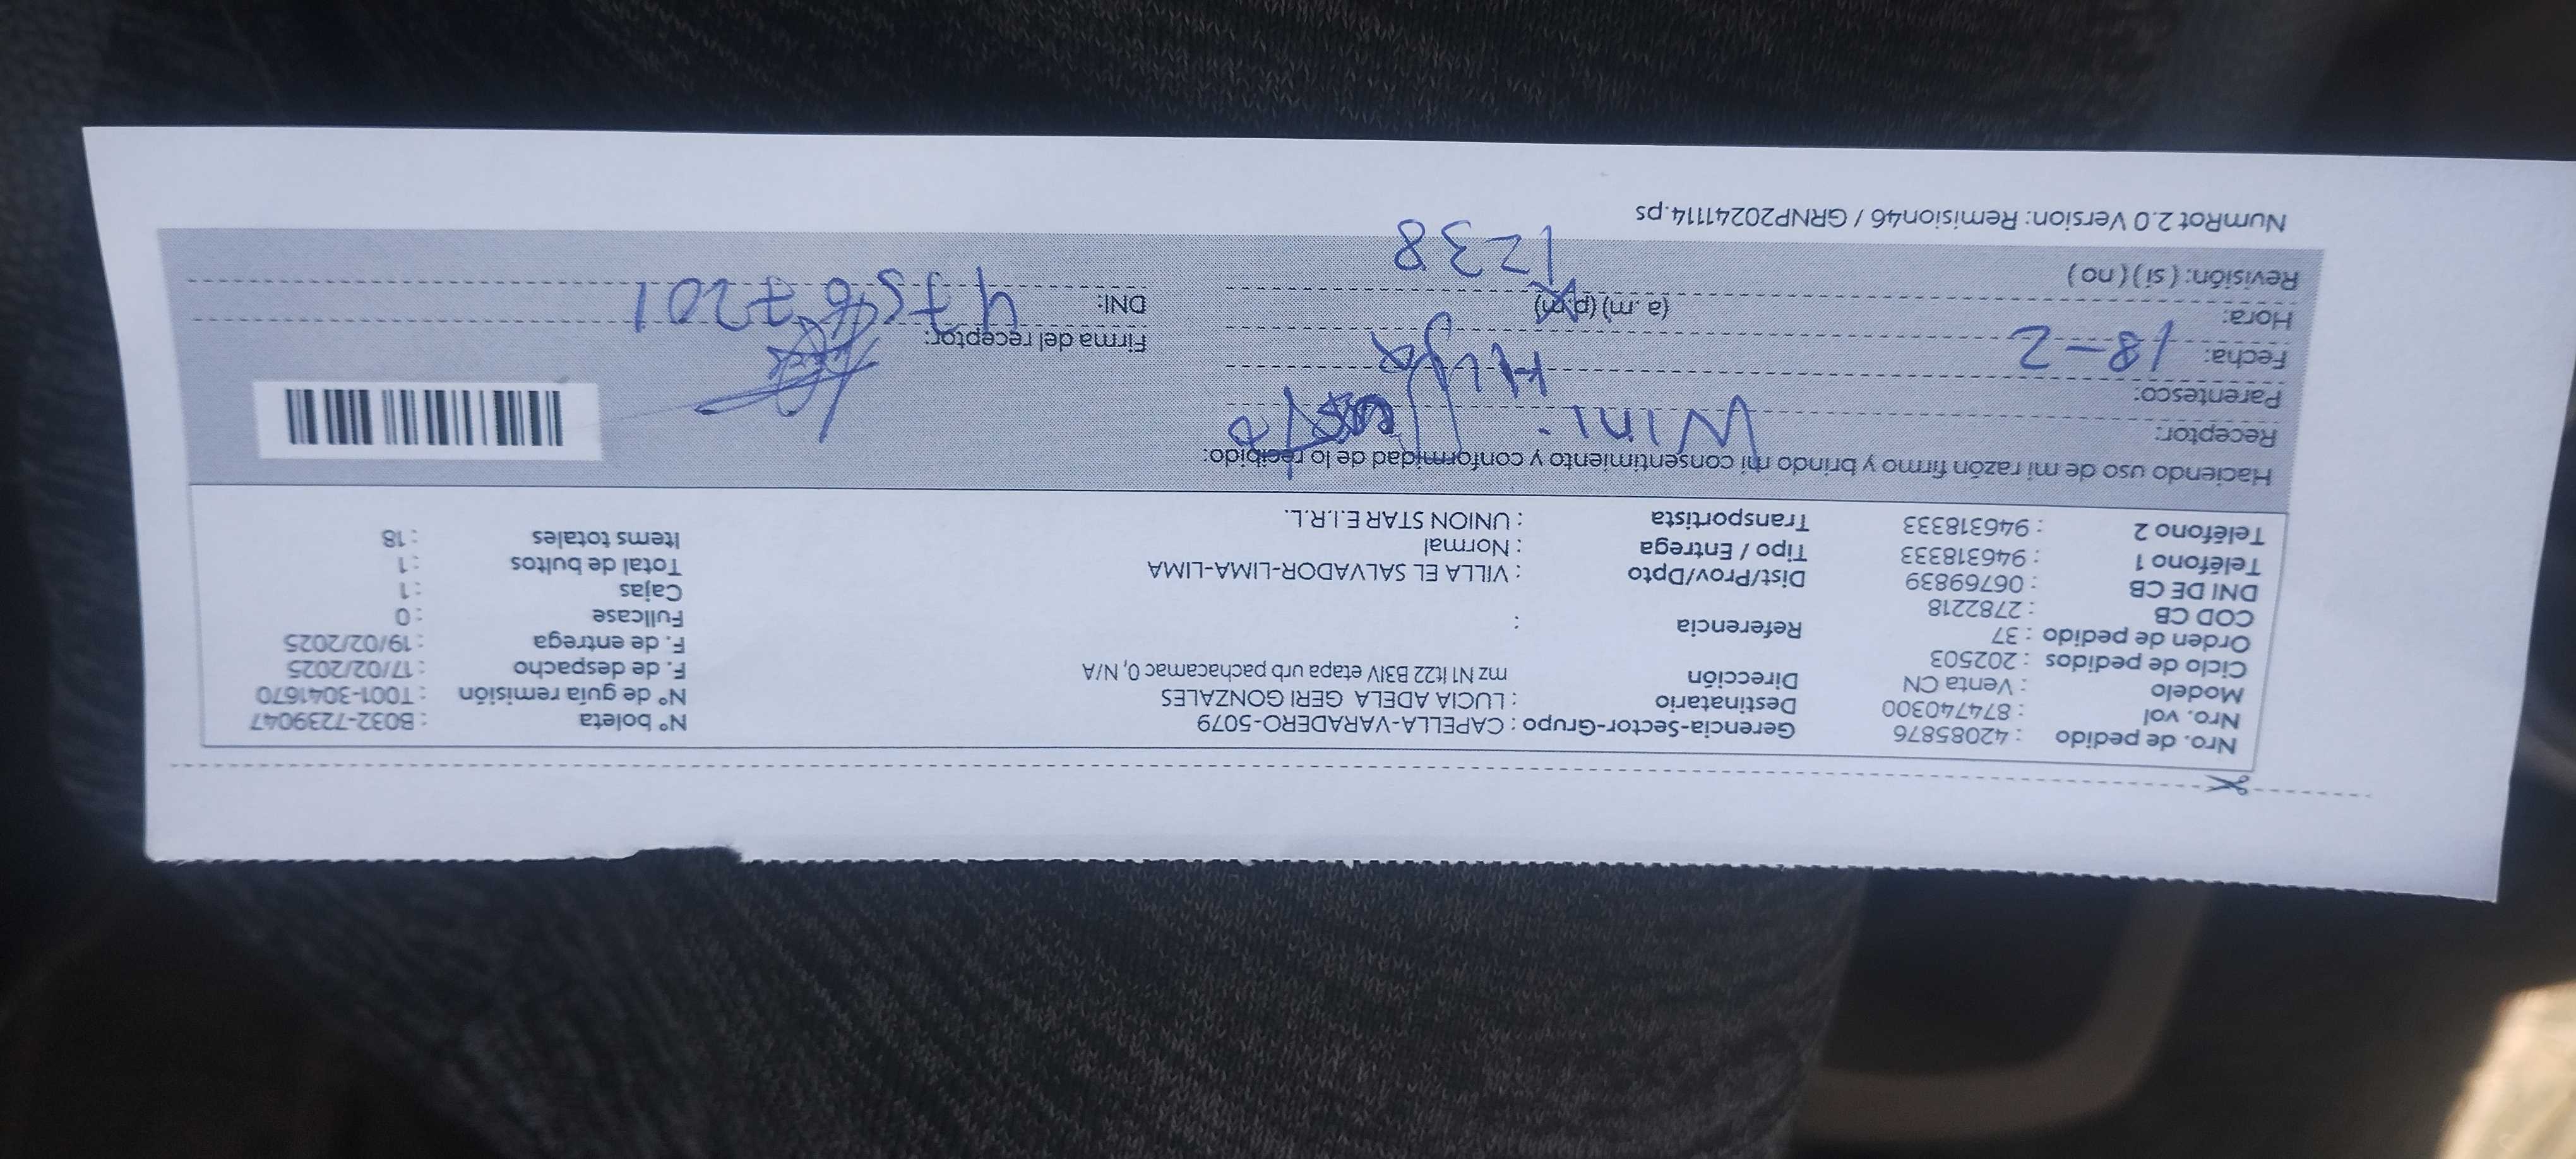 Nro. de pedido : 42085876 Gerencia-Sector-Grupo : CAPELLA-VARADERO-5079 N° boleta : B032-7239047
Nro. vol : 874740300 Destinatario : LUCIA ADELA GERI GONZALES N° de guía remisión : T001-3041670
Modelo : Venta CN Dirección mz N1 lt22 B3IV etapa urb pachacamac 0, N/A F. de despacho : 17/02/2025
Ciclo de pedidos : 202503 F. de entrega : 19/02/2025
Orden de pedido : 37 Referencia : Fullcase : 0
COD CB : 2782218 Cajas : 1
DNI DE CB : 06769839 Dist/Prov/Dpto : VILLA EL SALVADOR-LIMA-LIMA Total de bultos : 1
Teléfono 1 : 946318333 Tipo / Entrega : Normal Items totales : 18
Teléfono 2 : 946318333 Transportista : UNION STAR E.I.R.L.
Haciendo uso de mi razón firmo y brindo mi consentimiento y conformidad de lo recibido:
Receptor: Wini
Parentesco: Hija
Fecha: 18-2 Firma del receptor:
Hora: 1238 (a.m) (p.m) DNI: 47567201
Revisión: ( si ) ( no )
NumRot 2.0 Version: Remision46 / GRNP20241114.ps